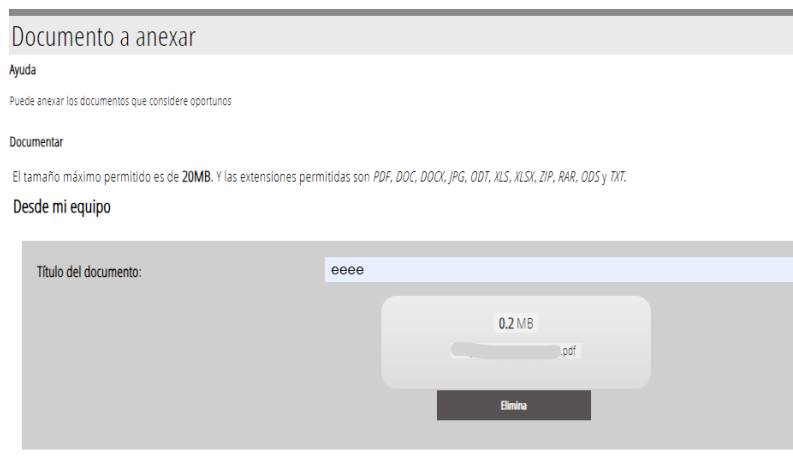 Documento a anexar
Ayuda
Puede anexar los documentos que considere oportunos
Documentar
El tamaño máximo permitido es de 20MB. Y las extensiones permitidas son PDF, DOC, DOCX, JPG, ODT, XLS, XLSX, ZIP, RAR, ODS y TXT.
Desde mi equipo
Título del documento: eeee
0.2 MB
.pdf
Elimina